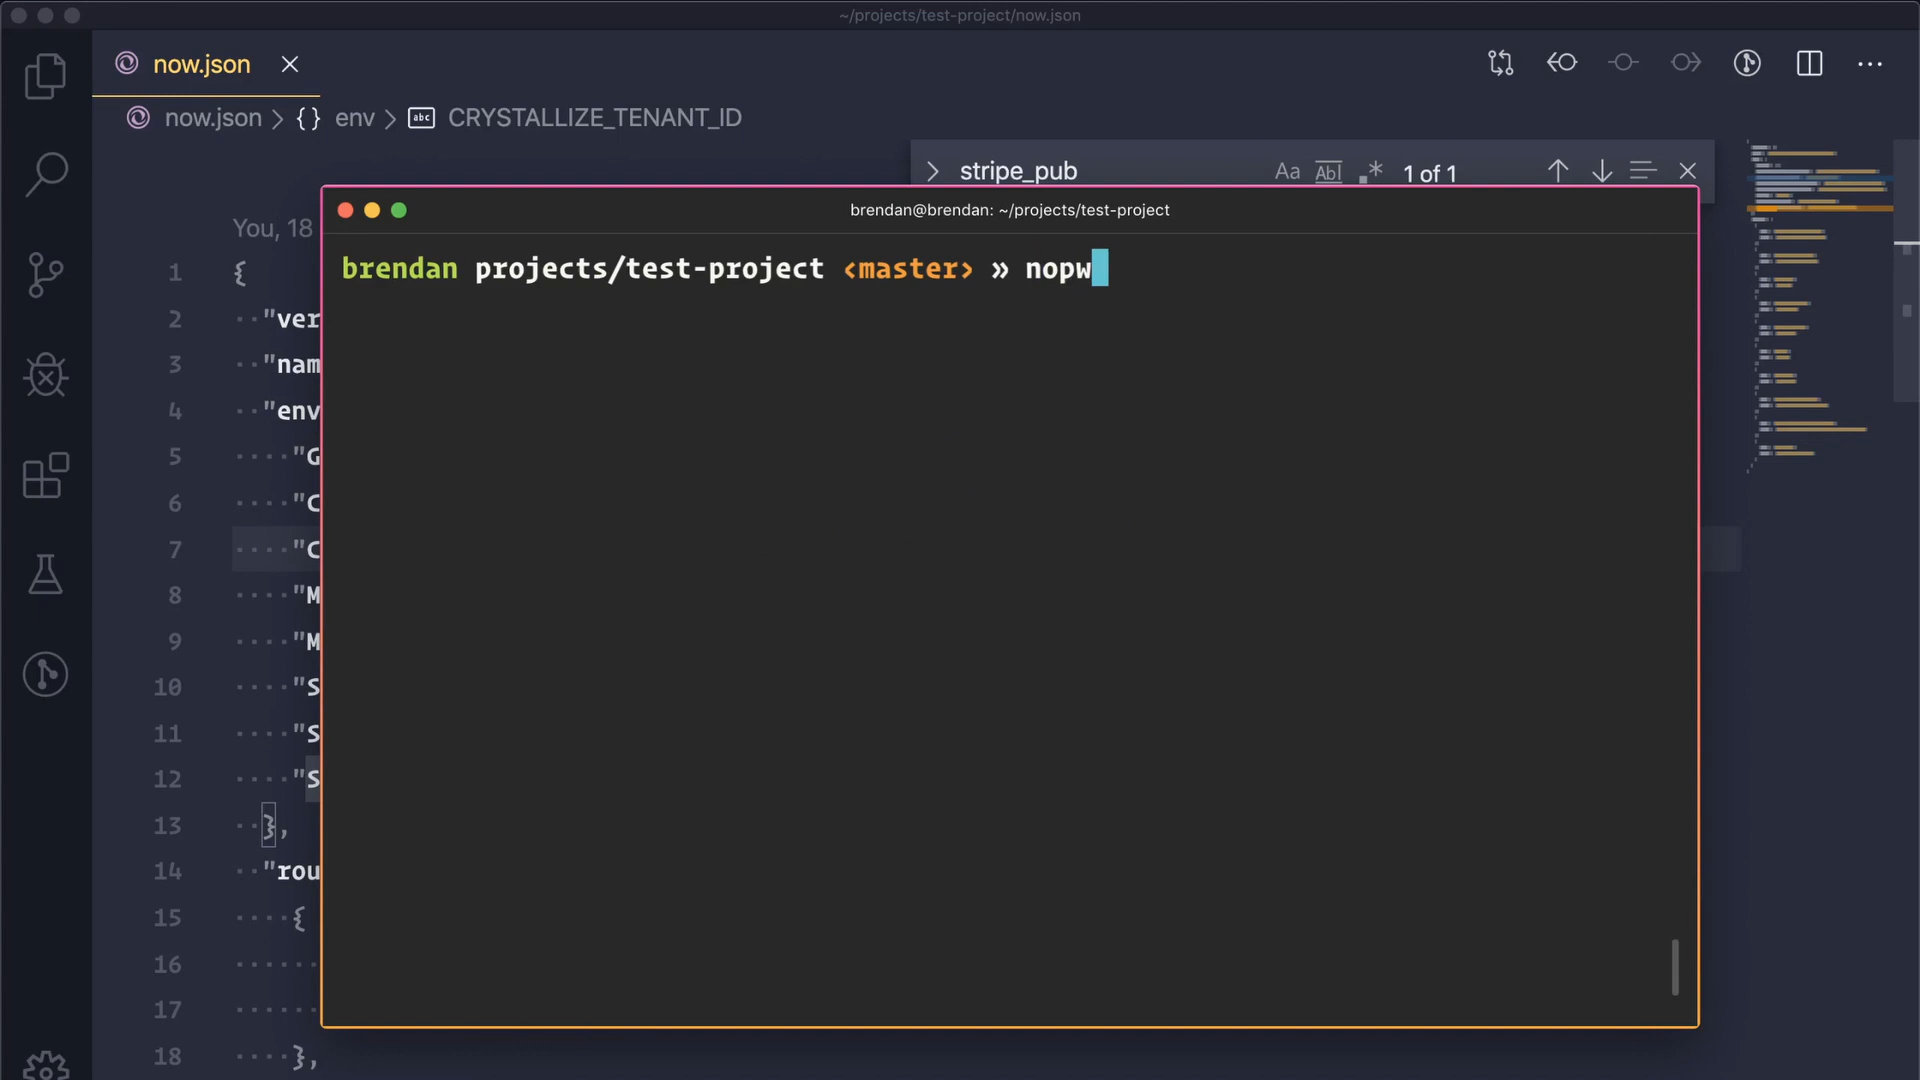 ~/projects/test-project/now.json
now.json
now.json > {} env > abc CRYSTALLIZE_TENANT_ID
stripe_pub Aa Abl .* 1 of 1
brendan@brendan: ~/projects/test-project
brendan projects/test-project <master> » nopw
You, 18
1 {
2 ··"ver
3 ··"nam
4 ··"env
5 ····"G
6 ····"C
7 ····"C
8 ····"M
9 ····"M
10 ····"S
11 ····"S
12 ····"S
13 ··},
14 ··"rou
15 ····{
16 ······
17 ······
18 ····},